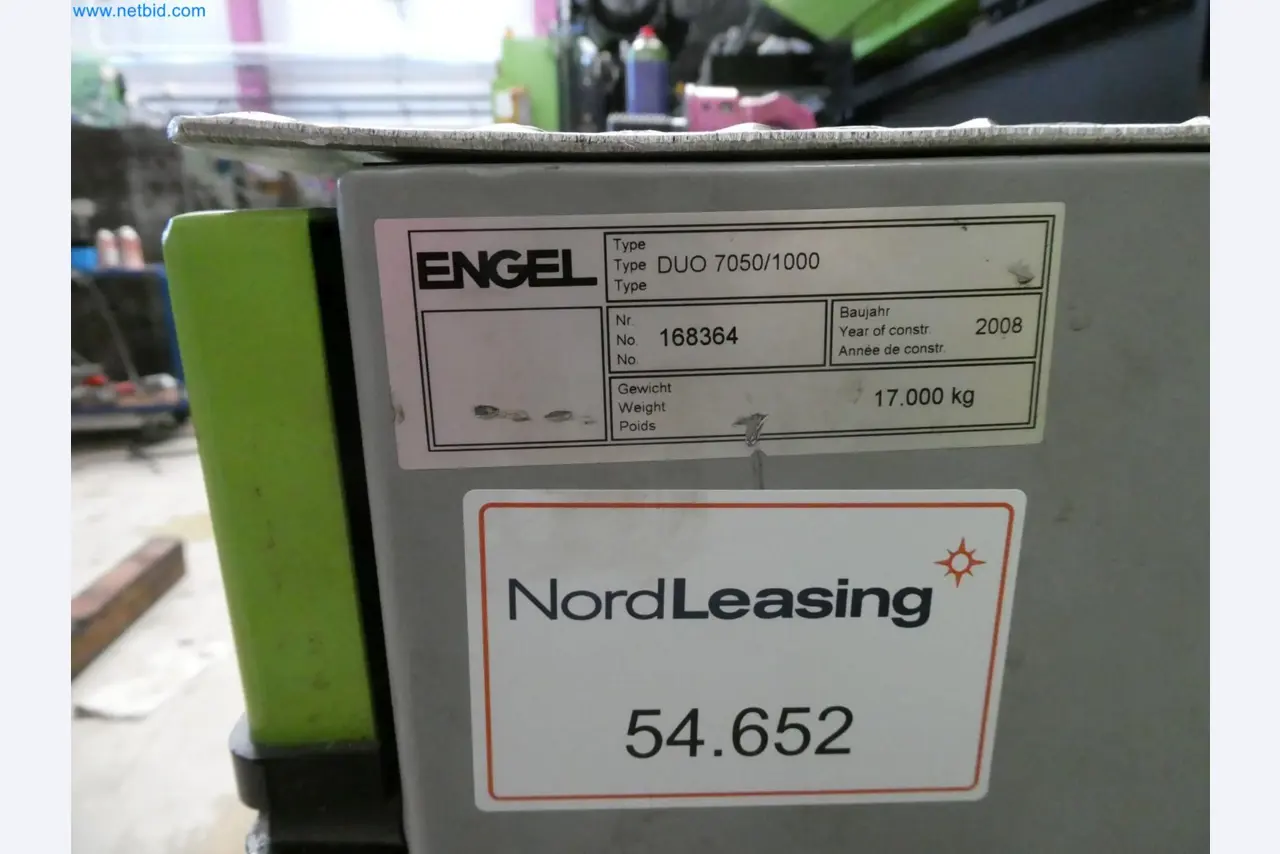 www.netbid.com
ENGEL
Type
Type DUO 7050/1000
Type
Nr.
No. 168364
No.
Baujahr
Year of constr. 2008
Année de constr.
Gewicht
Weight 17.000 kg
Poids
NordLeasing
54.652